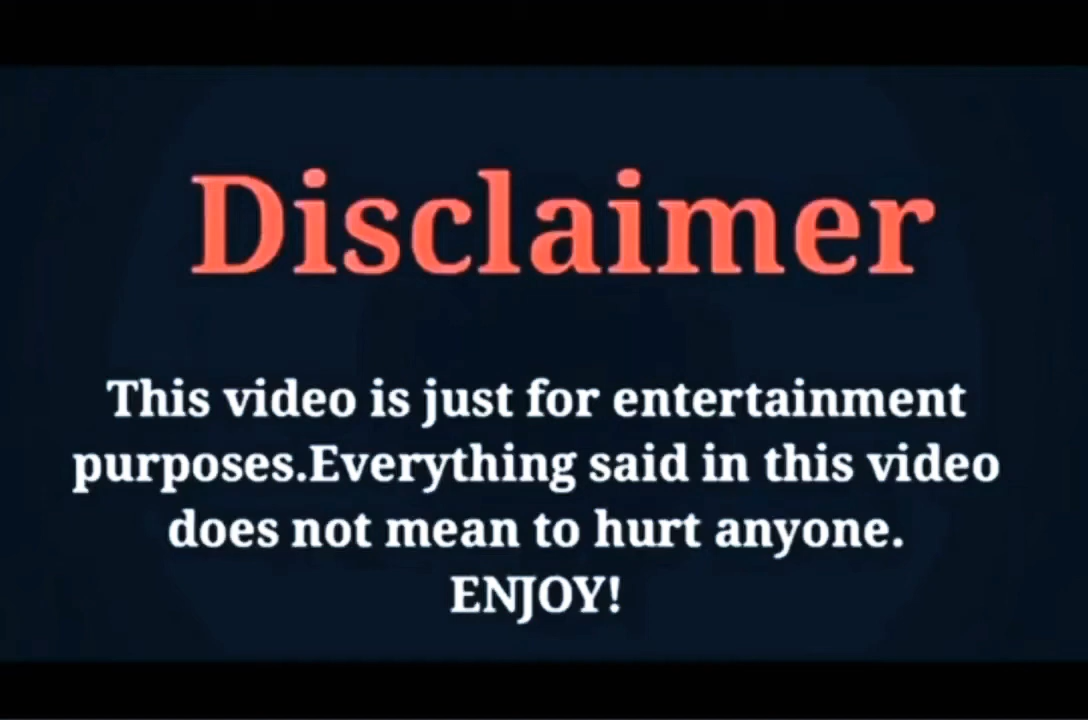 Disclaimer
This video is just for entertainment
purposes.Everything said in this video
does not mean to hurt anyone.
ENJOY!